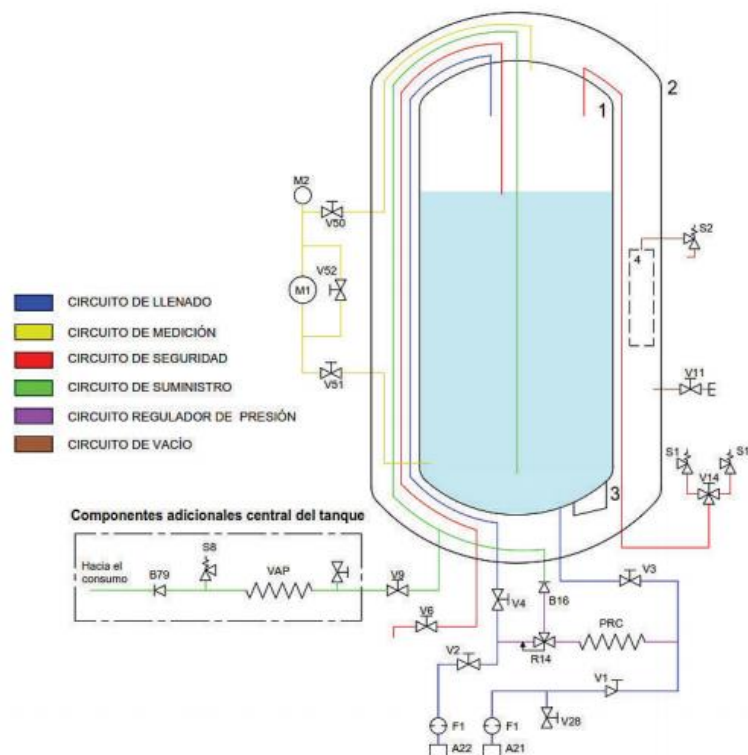 1
2
M2
V50
S2
4
V52
M1
CIRCUITO DE LLENADO
CIRCUITO DE MEDICIÓN
CIRCUITO DE SEGURIDAD
CIRCUITO DE SUMINISTRO
CIRCUITO REGULADOR DE PRESIÓN
CIRCUITO DE VACÍO
V51
V11
S1
S1
V14
3
Componentes adicionales central del tanque
S8
Hacia el
consumo
B79
VAP
V9
V3
V4
B16
V6
PRC
V2
R14
V1
F1
F1
V28
A22
A21